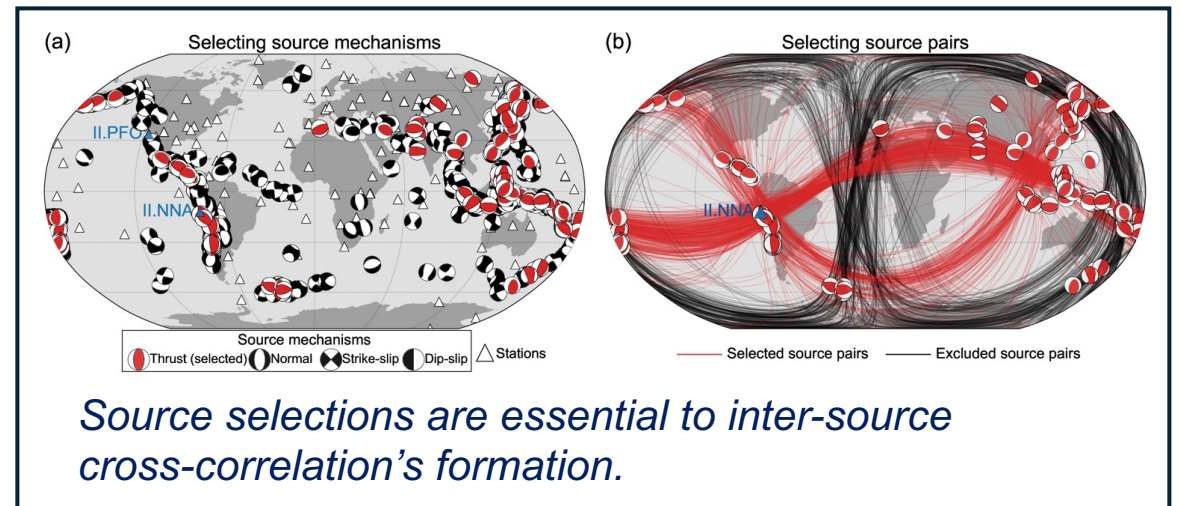 (a) Selecting source mechanisms
II.PFO
II.NNA
Source mechanisms
Thrust (selected) Normal Strike-slip Dip-slip Stations
(b) Selecting source pairs
II.NNA
Selected source pairs Excluded source pairs
Source selections are essential to inter-source
cross-correlation’s formation.